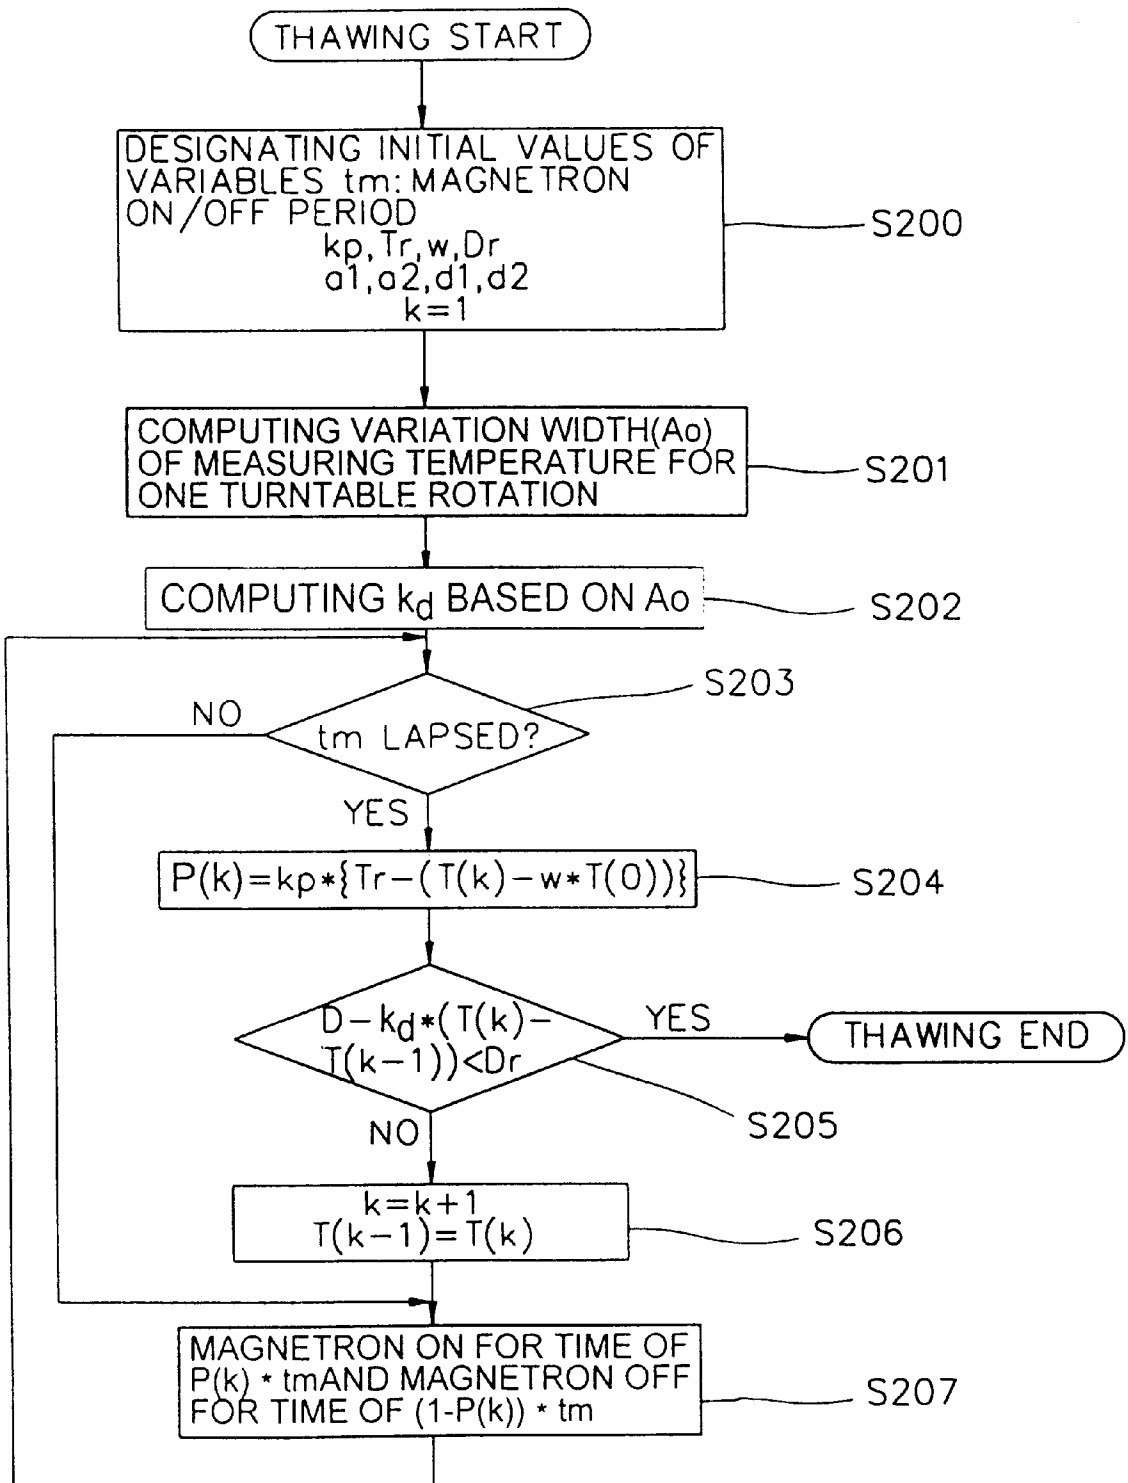 THAWING START
DESIGNATING INITIAL VALUES OF
VARIABLES tm: MAGNETRON
ON/OFF PERIOD
kp,Tr,w,Dr
a1,a2,d1,d2
k=1
S200
COMPUTING VARIATION WIDTH(Ao)
OF MEASURING TEMPERATURE FOR
ONE TURNTABLE ROTATION
S201
COMPUTING kd BASED ON Ao
S202
S203
NO
tm LAPSED?
YES
P(k)=kp*{Tr-(T(k)-w*T(0))}
S204
D-kd*(T(k)-
T(k-1))<Dr
YES
THAWING END
S205
NO
k=k+1
T(k-1)=T(k)
S206
MAGNETRON ON FOR TIME OF
P(k) * tmAND MAGNETRON OFF
FOR TIME OF (1-P(k)) * tm
S207